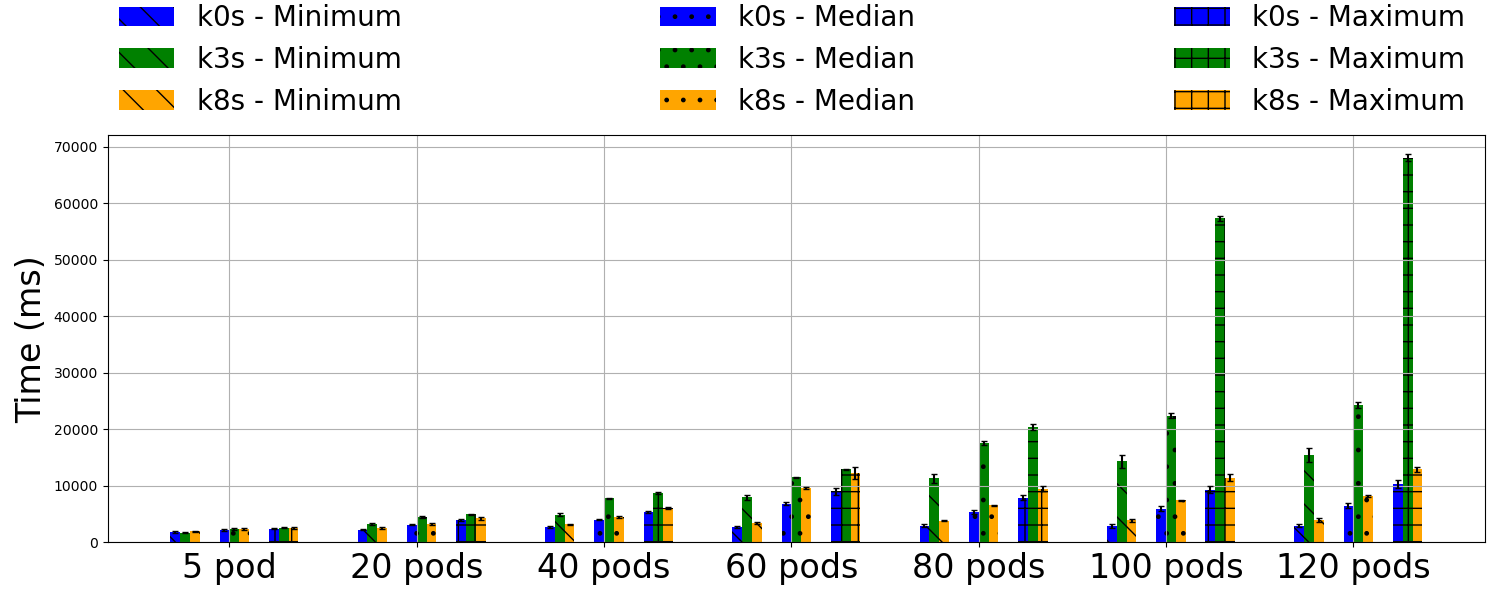 k0s - Minimum k0s - Median k0s - Maximum
k3s - Minimum k3s - Median k3s - Maximum
k8s - Minimum k8s - Median k8s - Maximum
Time (ms)
70000
60000
50000
40000
30000
20000
10000
0
5 pod 20 pods 40 pods 60 pods 80 pods 100 pods 120 pods